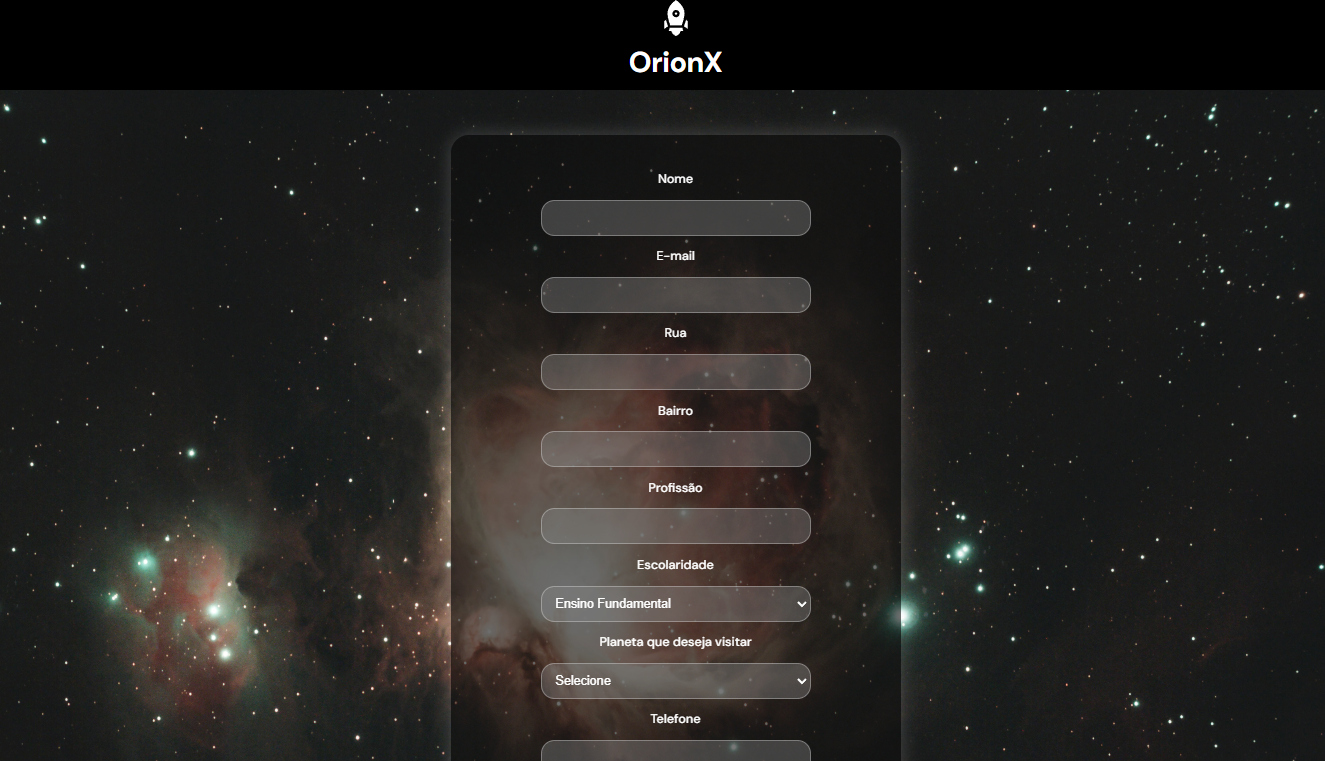 OrionX
Nome
E-mail
Rua
Bairro
Profissão
Escolaridade
Ensino Fundamental
Planeta que deseja visitar
Selecione
Telefone